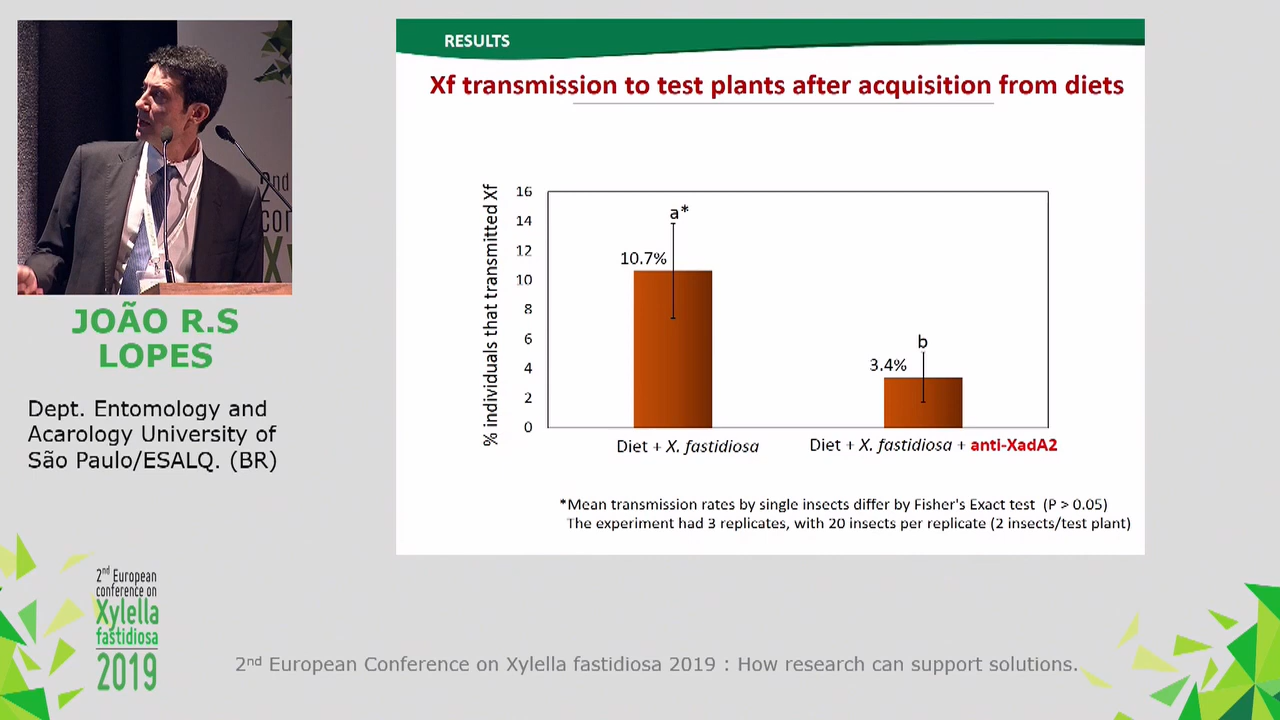 2nd
con
Xy
JOÃO R.S
LOPES
Dept. Entomology and
Acarology University of
São Paulo/ESALQ. (BR)
RESULTS
Xf transmission to test plants after acquisition from diets
% individuals that transmitted Xf
16
14
12
10
8
6
4
2
0
a*
10.7%
b
3.4%
Diet + X. fastidiosa
Diet + X. fastidiosa + anti-XadA2
*Mean transmission rates by single insects differ by Fisher's Exact test (P > 0.05)
The experiment had 3 replicates, with 20 insects per replicate (2 insects/test plant)
2nd European
conference on
Xylella
fastidiosa
2019
2nd European Conference on Xylella fastidiosa 2019 : How research can support solutions.